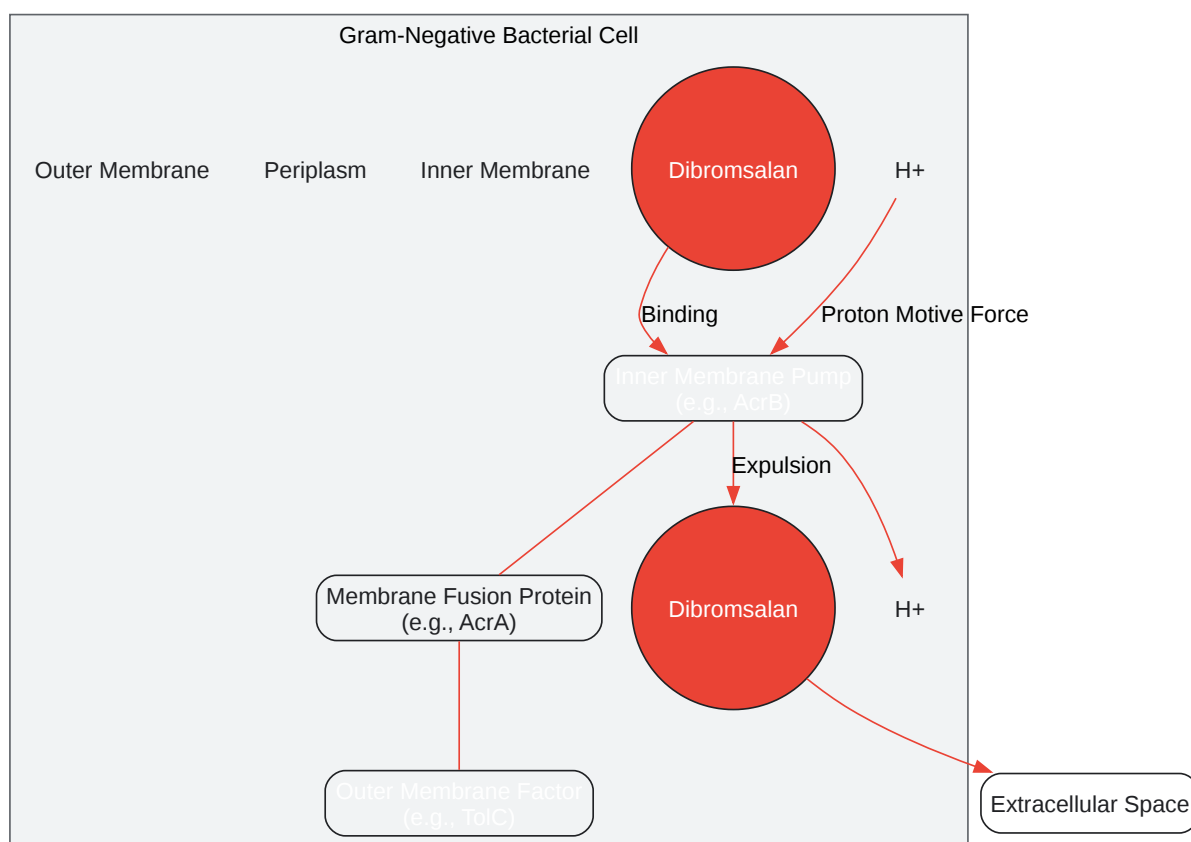 Gram-Negative Bacterial Cell
Outer Membrane
Periplasm
Inner Membrane
Dibromsalan
H+
Binding
Proton Motive Force
Inner Membrane Pump
(e.g., AcrB)
Expulsion
Membrane Fusion Protein
(e.g., AcrA)
Dibromsalan
H+
Outer Membrane Factor
(e.g., TolC)
Extracellular Space